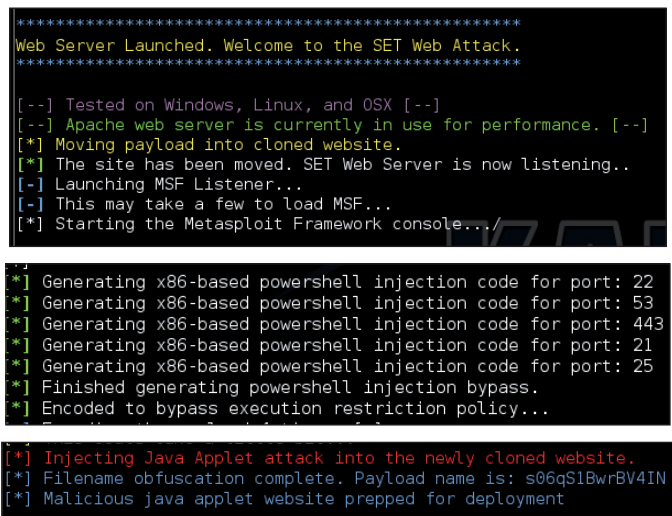 ***************************************************
Web Server Launched. Welcome to the SET Web Attack.
***************************************************
[--] Tested on Windows, Linux, and OSX [--]
[--] Apache web server is currently in use for performance. [--]
[*] Moving payload into cloned website.
[*] The site has been moved. SET Web Server is now listening..
[-] Launching MSF Listener...
[-] This may take a few to load MSF...
[*] Starting the Metasploit Framework console.../
[*] Generating x86-based powershell injection code for port: 22
[*] Generating x86-based powershell injection code for port: 53
[*] Generating x86-based powershell injection code for port: 443
[*] Generating x86-based powershell injection code for port: 21
[*] Generating x86-based powershell injection code for port: 25
[*] Finished generating powershell injection bypass.
[*] Encoded to bypass execution restriction policy...
[*] Injecting Java Applet attack into the newly cloned website.
[*] Filename obfuscation complete. Payload name is: s06qS1BwrBV4IN
[*] Malicious java applet website prepped for deployment